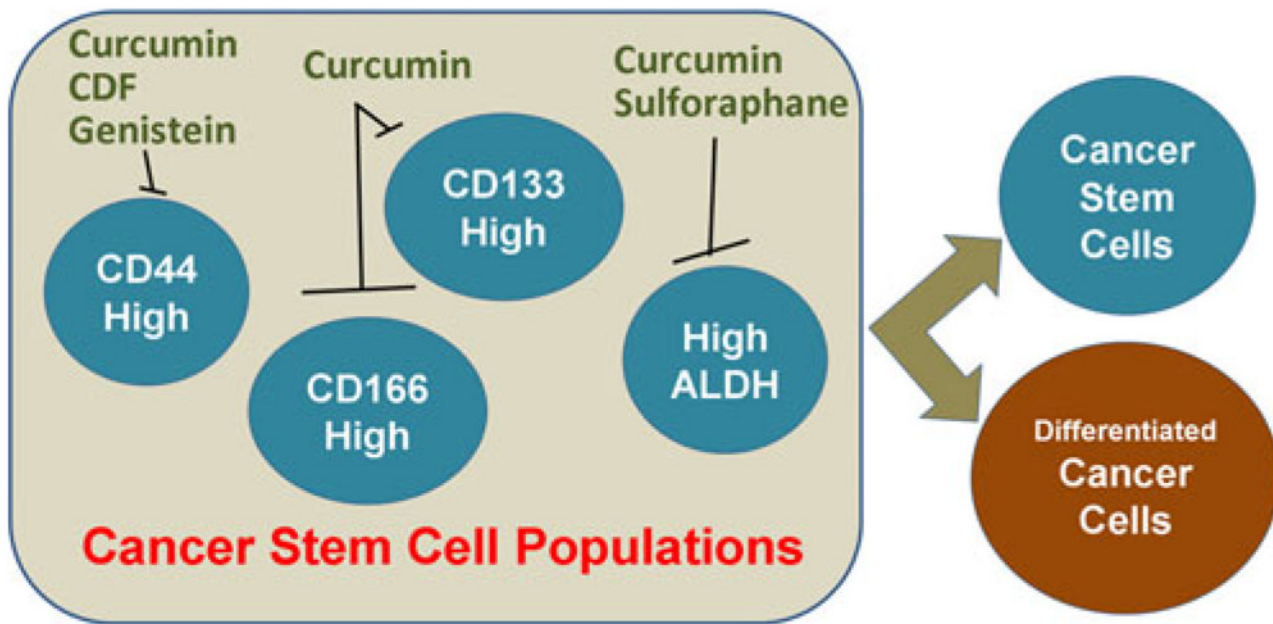 Curcumin
CDF
Genistein
Curcumin
Curcumin
Sulforaphane
CD44
High
CD133
High
CD166
High
High
ALDH
Cancer Stem Cell Populations
Cancer
Stem
Cells
Differentiated
Cancer
Cells